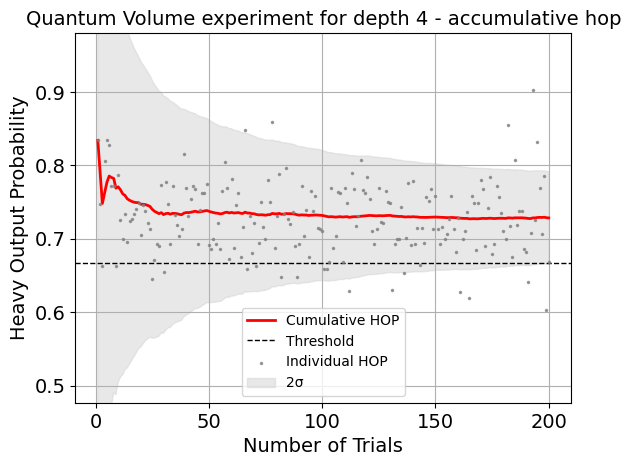 Quantum Volume experiment for depth 4 - accumulative hop
Heavy Output Probability
0.9
0.8
0.7
0.6
0.5
Cumulative HOP
Threshold
Individual HOP
2σ
0 50 100 150 200
Number of Trials